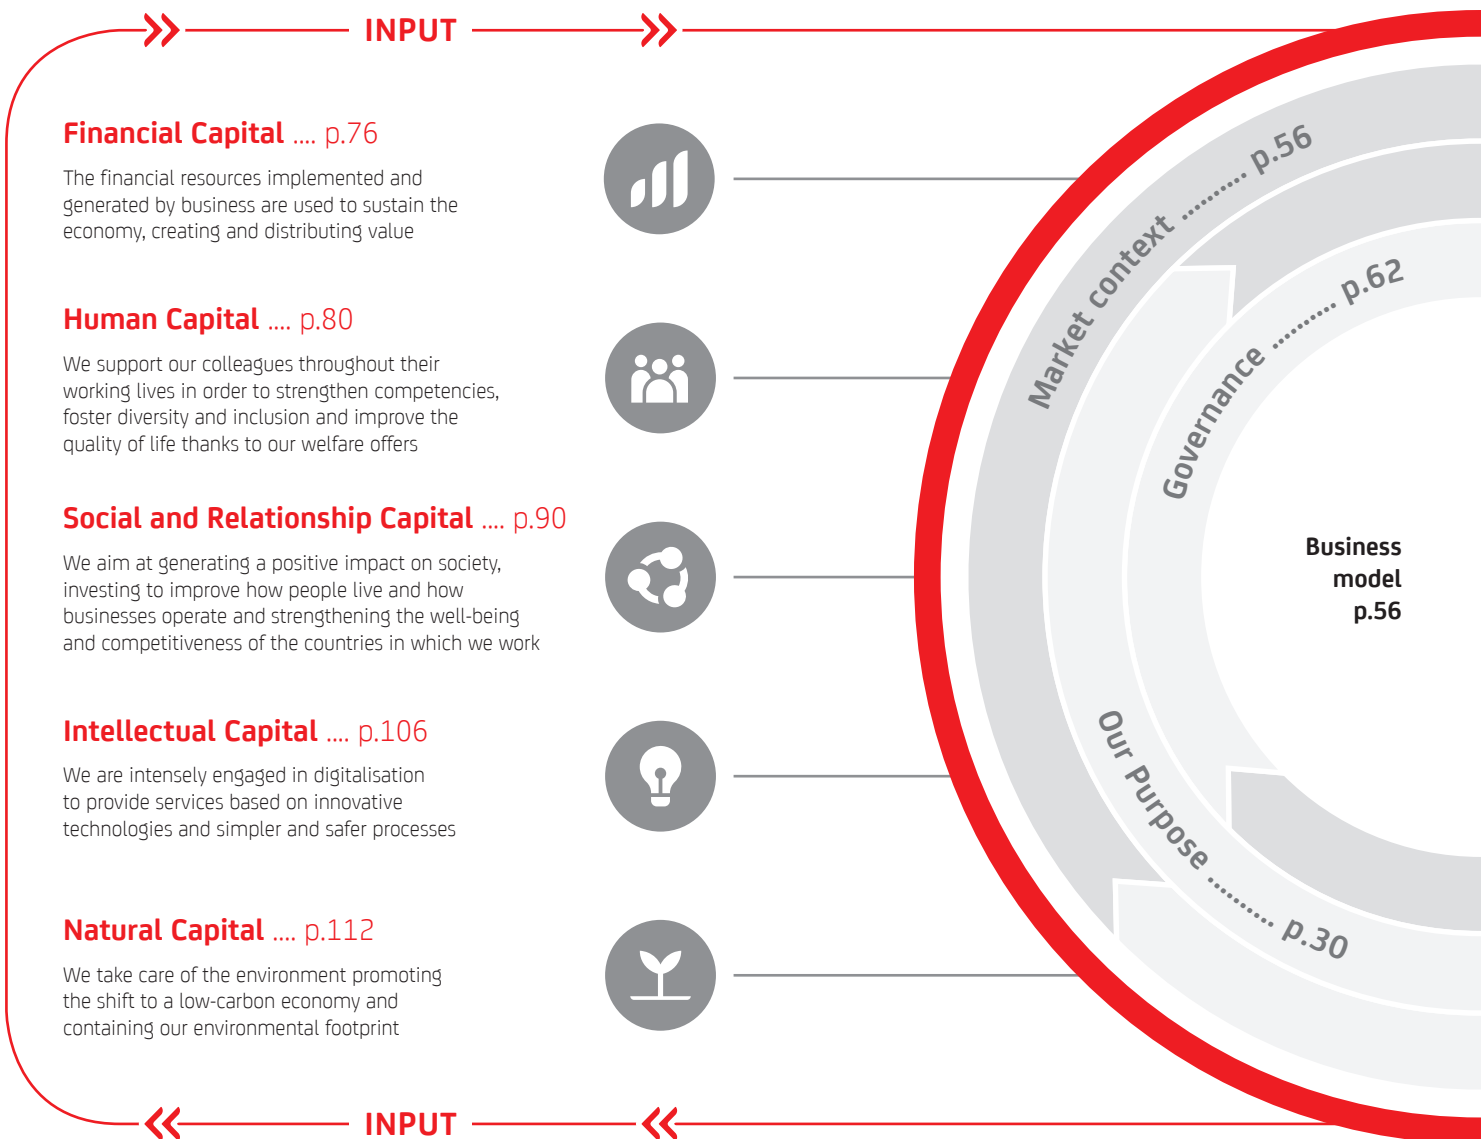 INPUT
Financial Capital .... p.76
The financial resources implemented and
generated by business are used to sustain the
economy, creating and distributing value
Human Capital .... p.80
We support our colleagues throughout their
working lives in order to strengthen competencies,
foster diversity and inclusion and improve the
quality of life thanks to our welfare offers
Social and Relationship Capital .... p.90
We aim at generating a positive impact on society,
investing to improve how people live and how
businesses operate and strengthening the well-being
and competitiveness of the countries in which we work
Intellectual Capital .... p.106
We are intensely engaged in digitalisation
to provide services based on innovative
technologies and simpler and safer processes
Natural Capital .... p.112
We take care of the environment promoting
the shift to a low-carbon economy and
containing our environmental footprint
INPUT
Market context .......... p.56
Governance .......... p.62
Our Purpose .......... p.30
Business
model
p.56